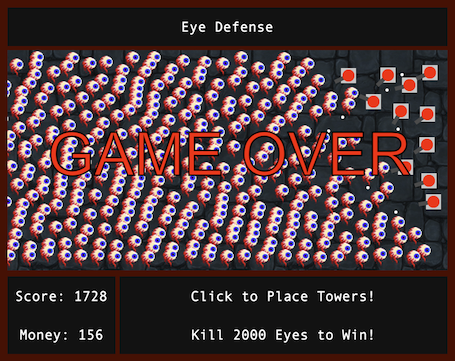 Eye Defense
GAME OVER
Score: 1728
Click to Place Towers!
Money: 156
Kill 2000 Eyes to Win!